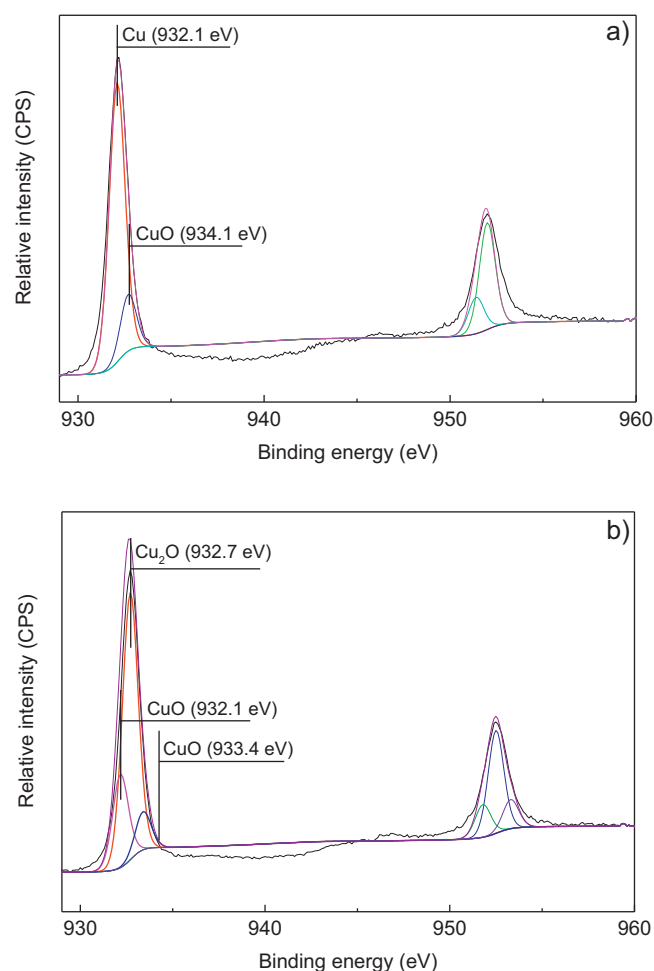 a)
Cu (932.1 eV)
CuO (934.1 eV)
Relative intensity (CPS)
930 940 950 960
Binding energy (eV)
b)
Cu₂O (932.7 eV)
CuO (932.1 eV)
CuO (933.4 eV)
Relative intensity (CPS)
930 940 950 960
Binding energy (eV)